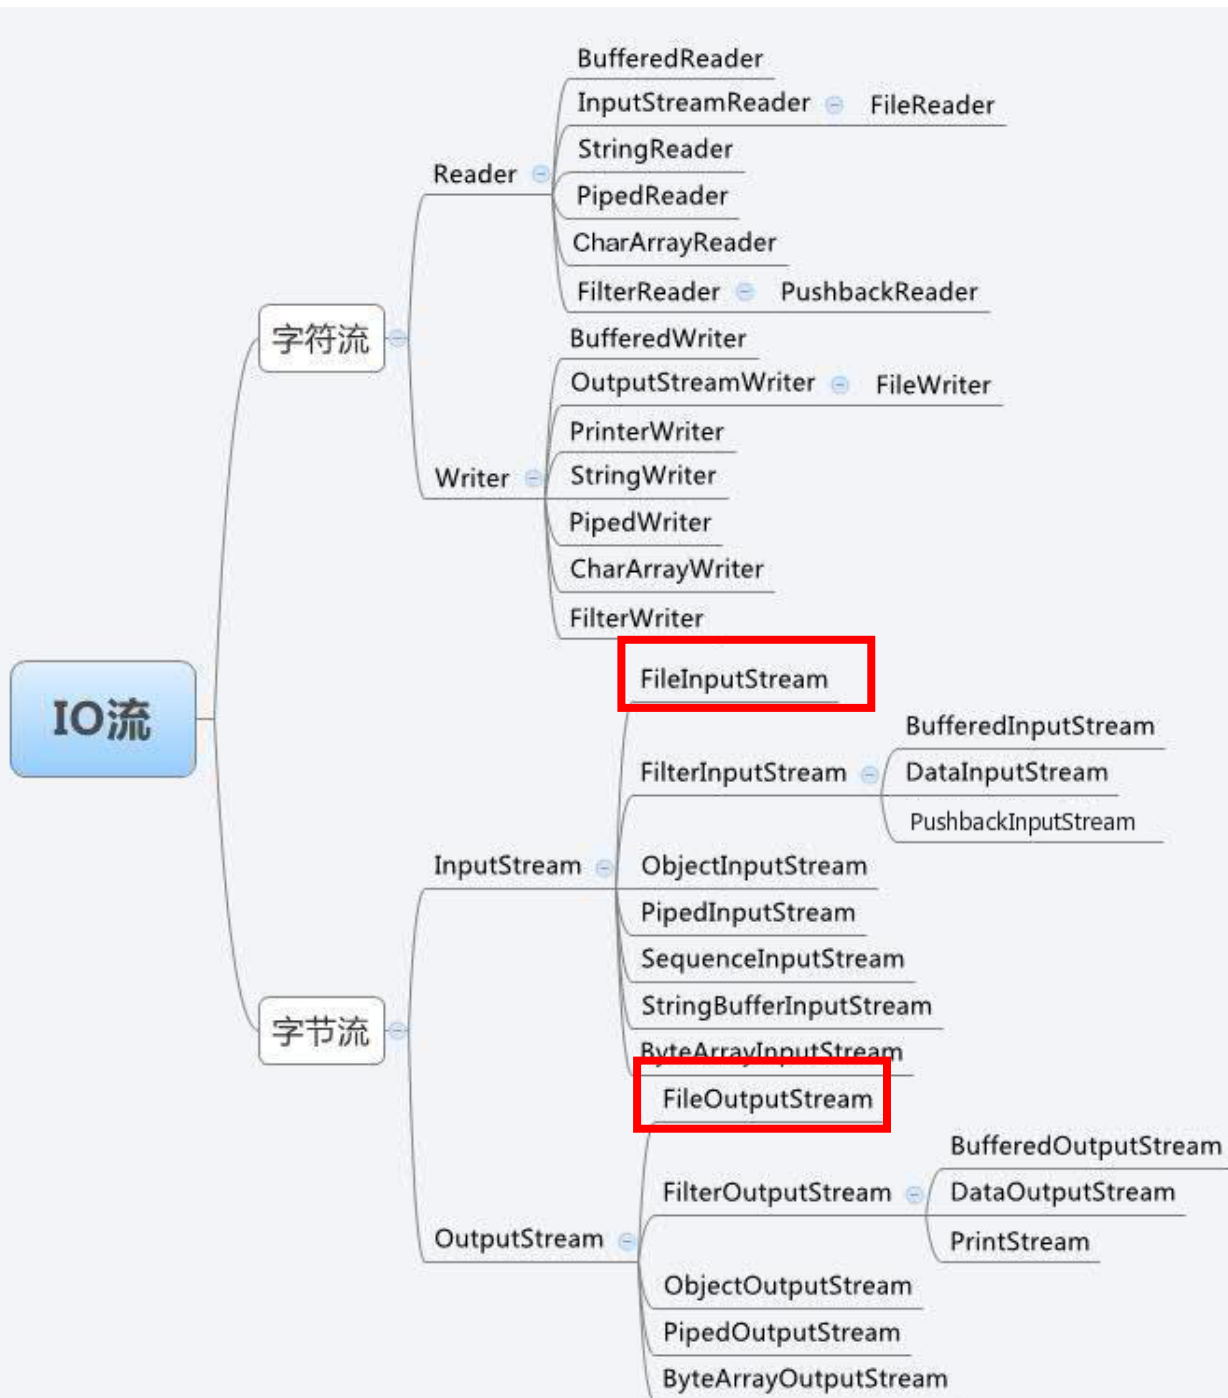 BufferedReader
InputStreamReader FileReader
StringReader
Reader
PipedReader
CharArrayReader
FilterReader PushbackReader
字符流
BufferedWriter
OutputStreamWriter FileWriter
PrinterWriter
Writer
StringWriter
PipedWriter
CharArrayWriter
FilterWriter
IO流
FileInputStream
BufferedInputStream
FilterInputStream DataInputStream
PushbackInputStream
InputStream
ObjectInputStream
PipedInputStream
SequenceInputStream
StringBufferInputStream
字节流
ByteArrayInputStream
FileOutputStream
BufferedOutputStream
FilterOutputStream DataOutputStream
OutputStream
PrintStream
ObjectOutputStream
PipedOutputStream
ByteArrayOutputStream